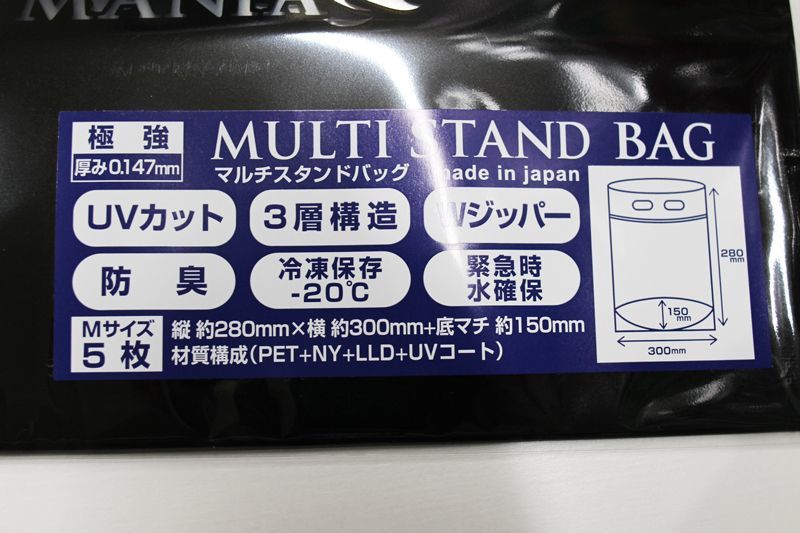 MANIA
極強
厚み0.147mm
MULTI STAND BAG
マルチスタンドバッグ made in japan
UVカット
3層構造
Wジッパー
防臭
冷凍保存
-20℃
緊急時
水確保
Mサイズ
5枚
縦 約280mm×横 約300mm+底マチ 約150mm
材質構成(PET+NY+LLD+UVコート)
280
mm
150
mm
300mm